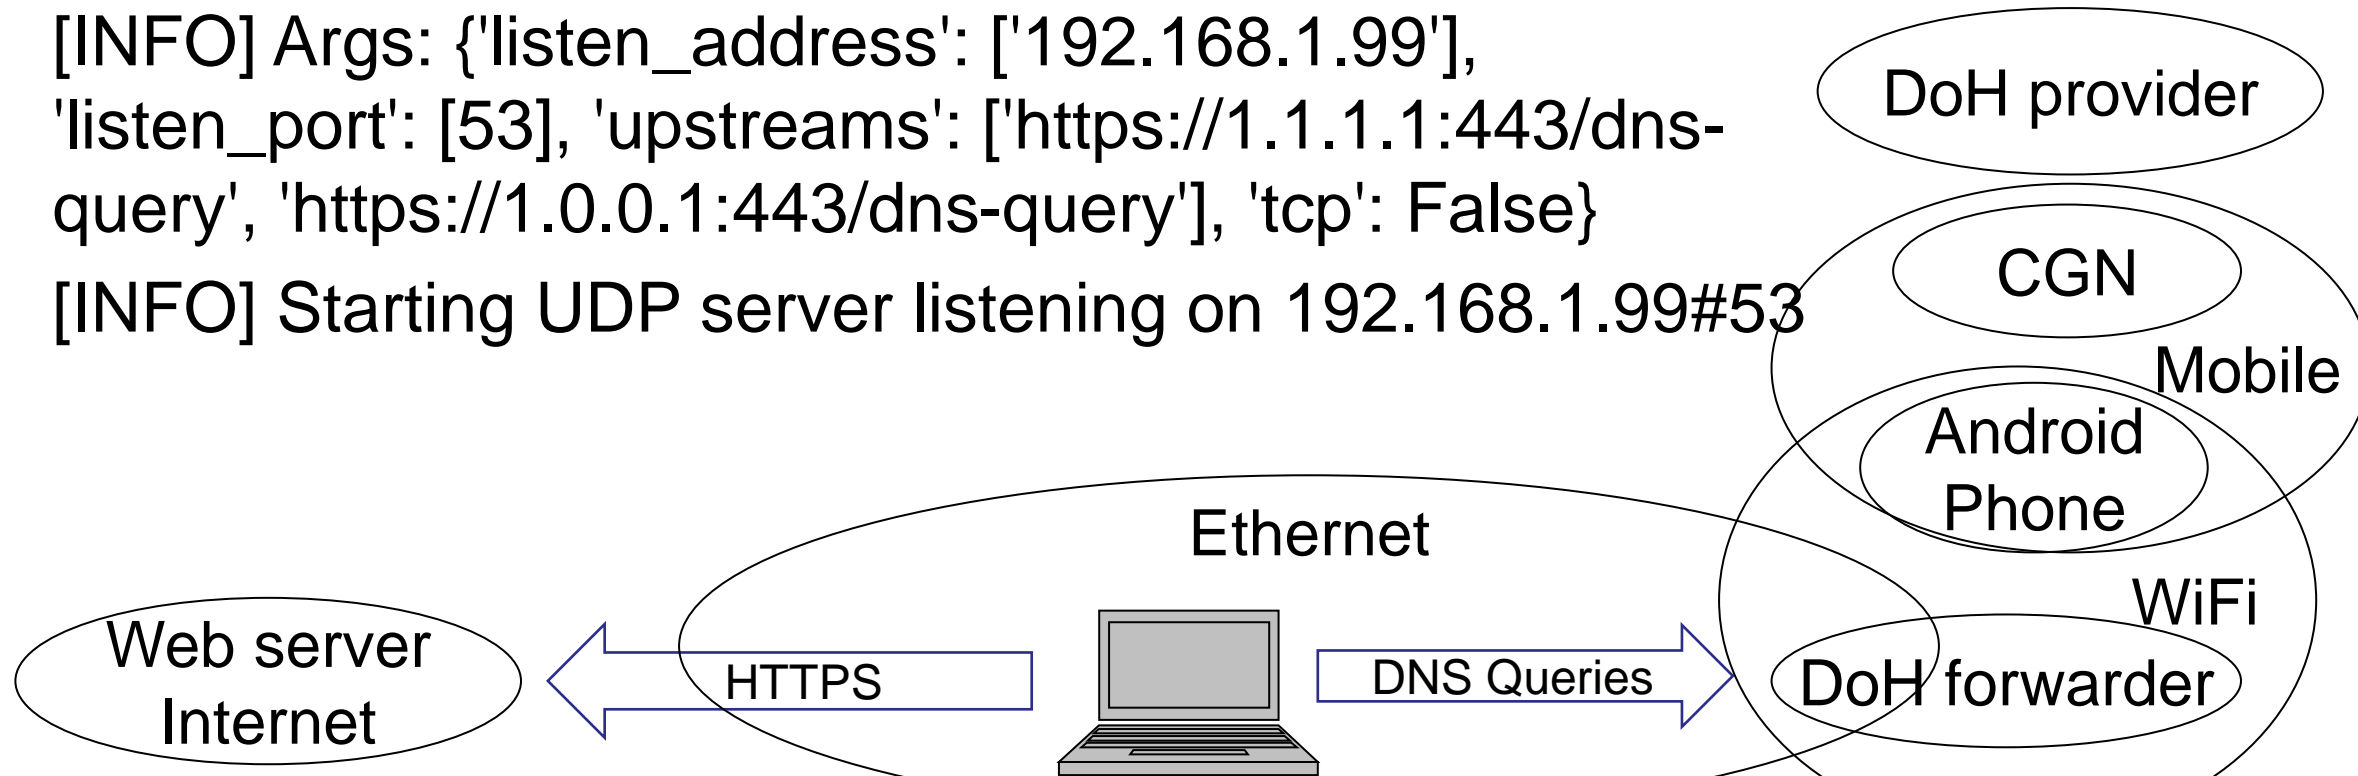 [INFO] Args: {'listen_address': ['192.168.1.99'],
'listen_port': [53], 'upstreams': ['https://1.1.1.1:443/dns-
query', 'https://1.0.0.1:443/dns-query'], 'tcp': False}
[INFO] Starting UDP server listening on 192.168.1.99#53
DoH provider
CGN
Mobile
Android
Phone
Ethernet
WiFi
Web server
Internet
HTTPS
DNS Queries
DoH forwarder